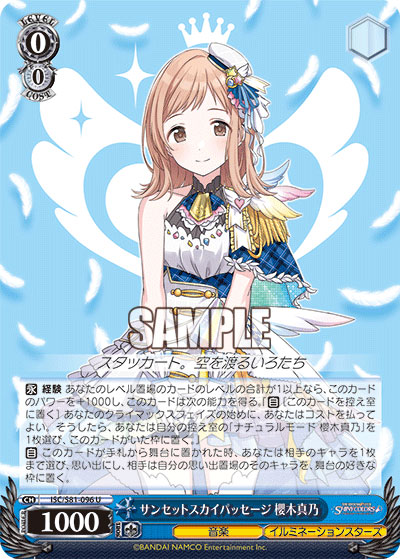 LEVEL
0
0
COST
SAMPLE
スタッカート。空を渡るいろたち
永 経験 あなたのレベル置場のカードのレベルの合計が1以上なら、このカード
のパワーを+1000し、このカードは次の能力を得る。『自［このカードを控え室
に置く］あなたのクライマックスフェイズの始めに、あなたはコストを払ってよ
い。そうしたら、あなたは自分の控え室の「ナチュラルモード 櫻木真乃」を
1枚選び、このカードがいた枠に置く。』
自 このカードが手札から舞台に置かれた時、あなたは相手のキャラを1枚
まで選び、思い出にし、相手は自分の思い出置場のそのキャラを、舞台の好きな
枠に置く。
CH
ISC/S81-096 U
サンセットスカイパッセージ 櫻木真乃
SHINY COLORS
1000
音楽
イルミネーションスターズ
©BANDAI NAMCO Entertainment Inc.